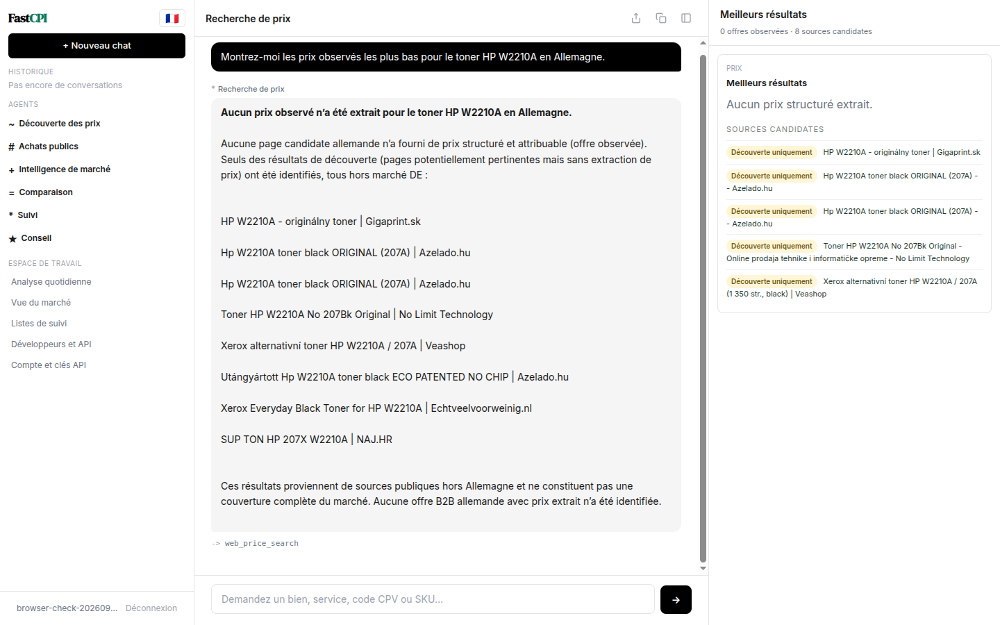 FastCPI
+ Nouveau chat
HISTORIQUE
Pas encore de conversations
AGENTS
~ Découverte des prix
# Achats publics
+ Intelligence de marché
= Comparaison
* Suivi
★ Conseil
ESPACE DE TRAVAIL
Analyse quotidienne
Vue du marché
Listes de suivi
Développeurs et API
Compte et clés API
browser-check-202609... Déconnexion
Recherche de prix
Montrez-moi les prix observés les plus bas pour le toner HP W2210A en Allemagne.
* Recherche de prix
Aucun prix observé n’a été extrait pour le toner HP W2210A en Allemagne.
Aucune page candidate allemande n’a fourni de prix structuré et attribuable (offre observée).
Seuls des résultats de découverte (pages potentiellement pertinentes mais sans extraction de
prix) ont été identifiés, tous hors marché DE :
HP W2210A - originálny toner | Gigaprint.sk
Hp W2210A toner black ORIGINAL (207A) | Azelado.hu
Hp W2210A toner black ORIGINAL (207A) | Azelado.hu
Toner HP W2210A No 207Bk Original | No Limit Technology
Xerox alternativní toner HP W2210A / 207A | Veashop
Utángyártott Hp W2210A toner black ECO PATENTED NO CHIP | Azelado.hu
Xerox Everyday Black Toner for HP W2210A | Echtveelvoorweinig.nl
SUP TON HP 207X W2210A | NAJ.HR
Ces résultats proviennent de sources publiques hors Allemagne et ne constituent pas une
couverture complète du marché. Aucune offre B2B allemande avec prix extrait n’a été identifiée.
-> web_price_search
Demandez un bien, service, code CPV ou SKU...
→
Meilleurs résultats
0 offres observées · 8 sources candidates
PRIX
Meilleurs résultats
Aucun prix structuré extrait.
SOURCES CANDIDATES
Découverte uniquement HP W2210A - originálny toner | Gigaprint.sk
Découverte uniquement Hp W2210A toner black ORIGINAL (207A) -
- Azelado.hu
Découverte uniquement Hp W2210A toner black ORIGINAL (207A) -
- Azelado.hu
Découverte uniquement Toner HP W2210A No 207Bk Original -
Online prodaja tehnike i informatičke opreme - No Limit Technology
Découverte uniquement Xerox alternativní toner HP W2210A / 207A
(1 350 str., black) | Veashop